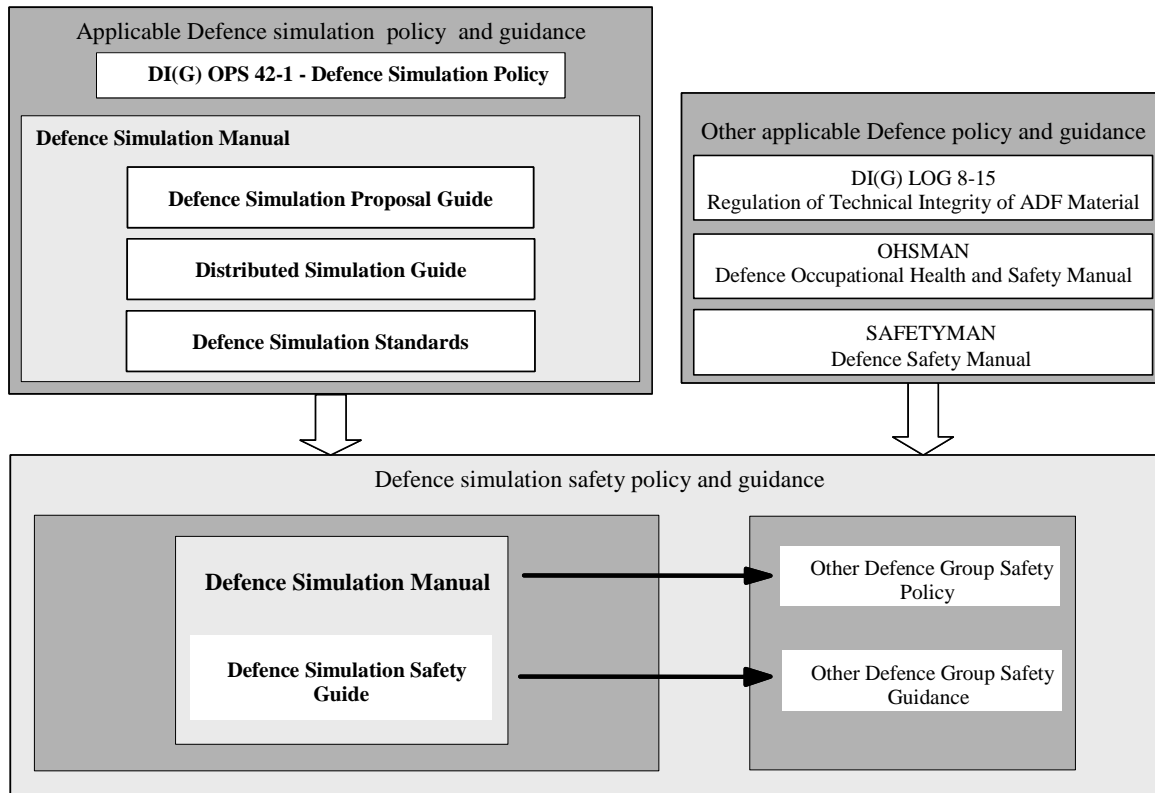 Applicable Defence simulation policy and guidance
DI(G) OPS 42-1 - Defence Simulation Policy
Defence Simulation Manual
Defence Simulation Proposal Guide
Distributed Simulation Guide
Defence Simulation Standards
Other applicable Defence policy and guidance
DI(G) LOG 8-15
Regulation of Technical Integrity of ADF Material
OHSMAN
Defence Occupational Health and Safety Manual
SAFETYMAN
Defence Safety Manual
Defence simulation safety policy and guidance
Defence Simulation Manual
Defence Simulation Safety
Guide
Other Defence Group Safety
Policy
Other Defence Group Safety
Guidance